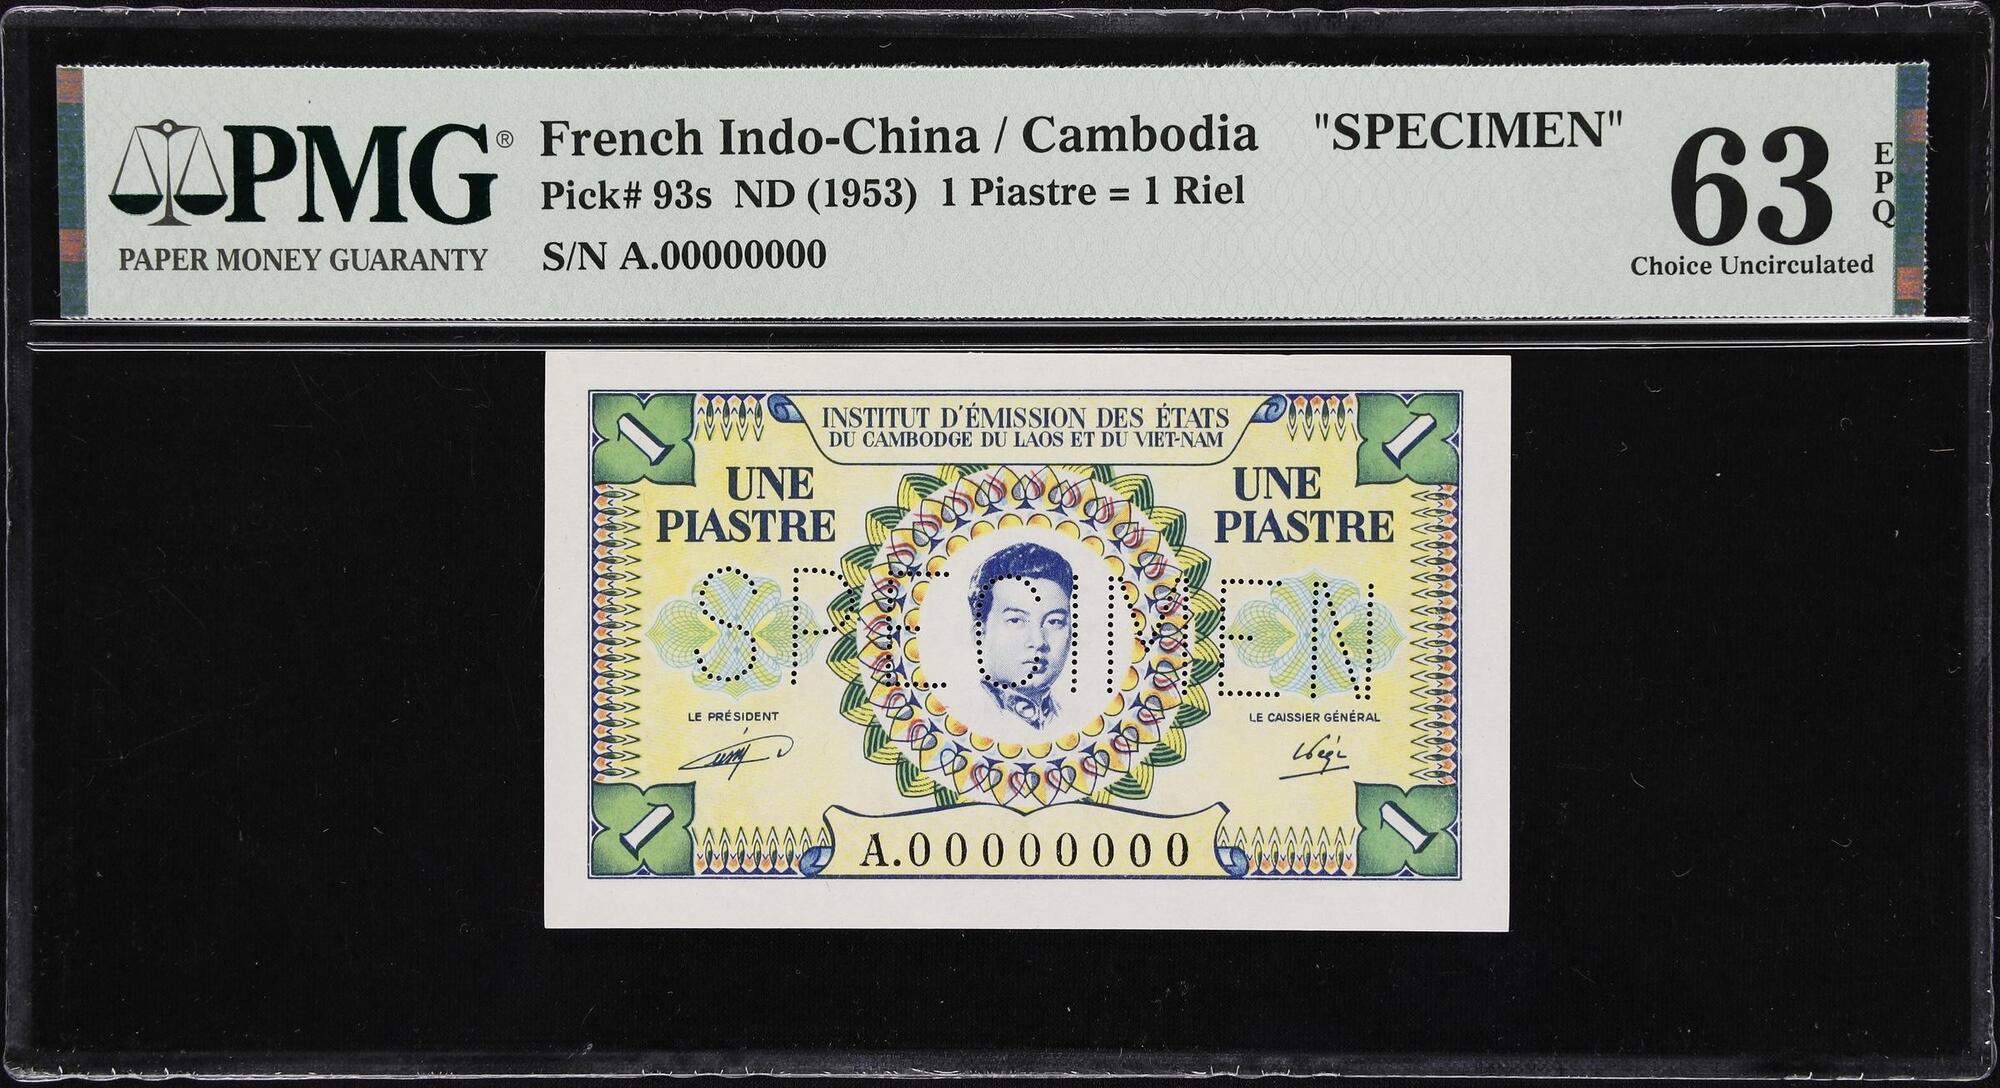 PMG®
PAPER MONEY GUARANTY
French Indo-China / Cambodia "SPECIMEN"
Pick# 93s ND (1953) 1 Piastre = 1 Riel
S/N A.00000000
63
EPQ
Choice Uncirculated
INSTITUT D'ÉMISSION DES ÉTATS
DU CAMBODGE DU LAOS ET DU VIET-NAM
1 1
UNE UNE
PIASTRE PIASTRE
SPECIMEN
LE PRÉSIDENT LE CAISSIER GÉNÉRAL
1 1
A.00000000